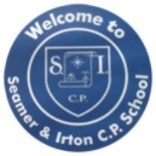 Welcome to
S I
C.P.
Seamer & Irton C.P. School